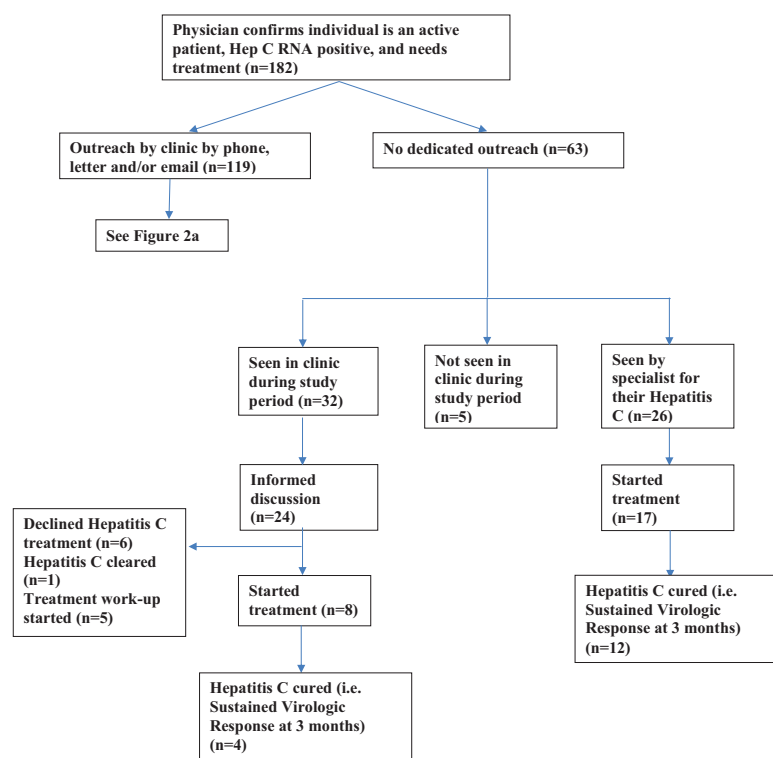 Physician confirms individual is an active
patient, Hep C RNA positive, and needs
treatment (n=182)
Outreach by clinic by phone,
letter and/or email (n=119)
No dedicated outreach (n=63)
See Figure 2a
Seen in clinic
during study
period (n=32)
Not seen in
clinic during
study period
(n=5)
Seen by
specialist for
their Hepatitis
C (n=26)
Informed
discussion
(n=24)
Started
treatment
(n=17)
Declined Hepatitis C
treatment (n=6)
Hepatitis C cleared
(n=1)
Treatment work-up
started (n=5)
Started
treatment (n=8)
Hepatitis C cured (i.e.
Sustained Virologic
Response at 3 months)
(n=12)
Hepatitis C cured (i.e.
Sustained Virologic
Response at 3 months)
(n=4)